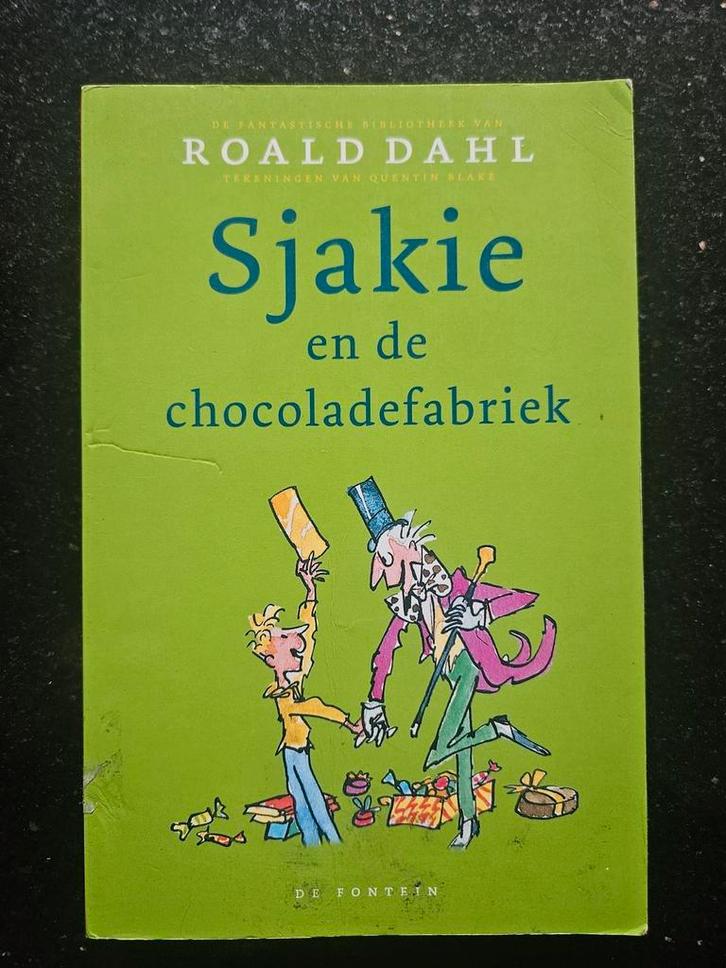 DE FANTASTISCHE BIBLIOTHEEK VAN
ROALD DAHL
TEKENINGEN VAN QUENTIN BLAKE
Sjakie
en de
chocoladefabriek
DE FONTEIN